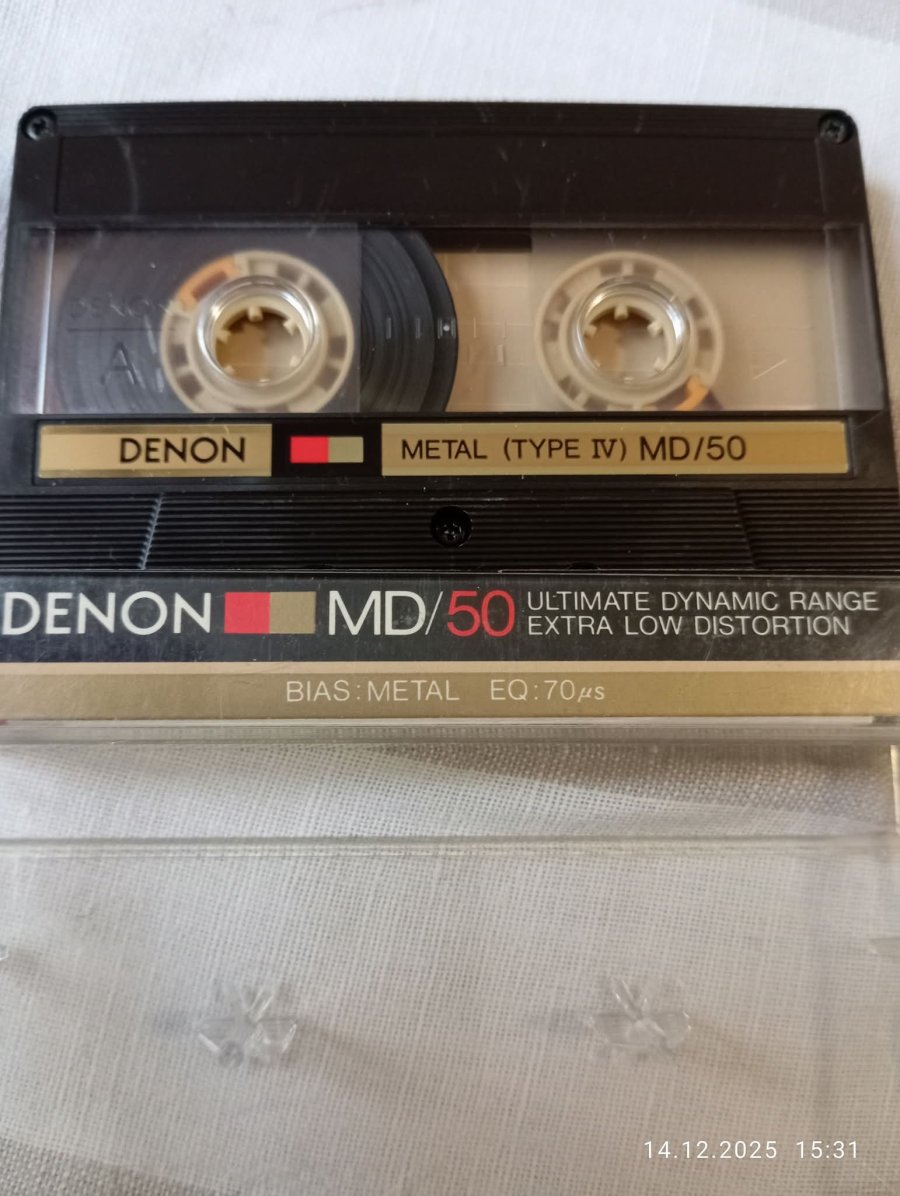 DENON
A
DENON METAL (TYPE IV) MD/50
DENON MD/50 ULTIMATE DYNAMIC RANGE
EXTRA LOW DISTORTION
BIAS:METAL EQ:70μs
14.12.2025 15:31